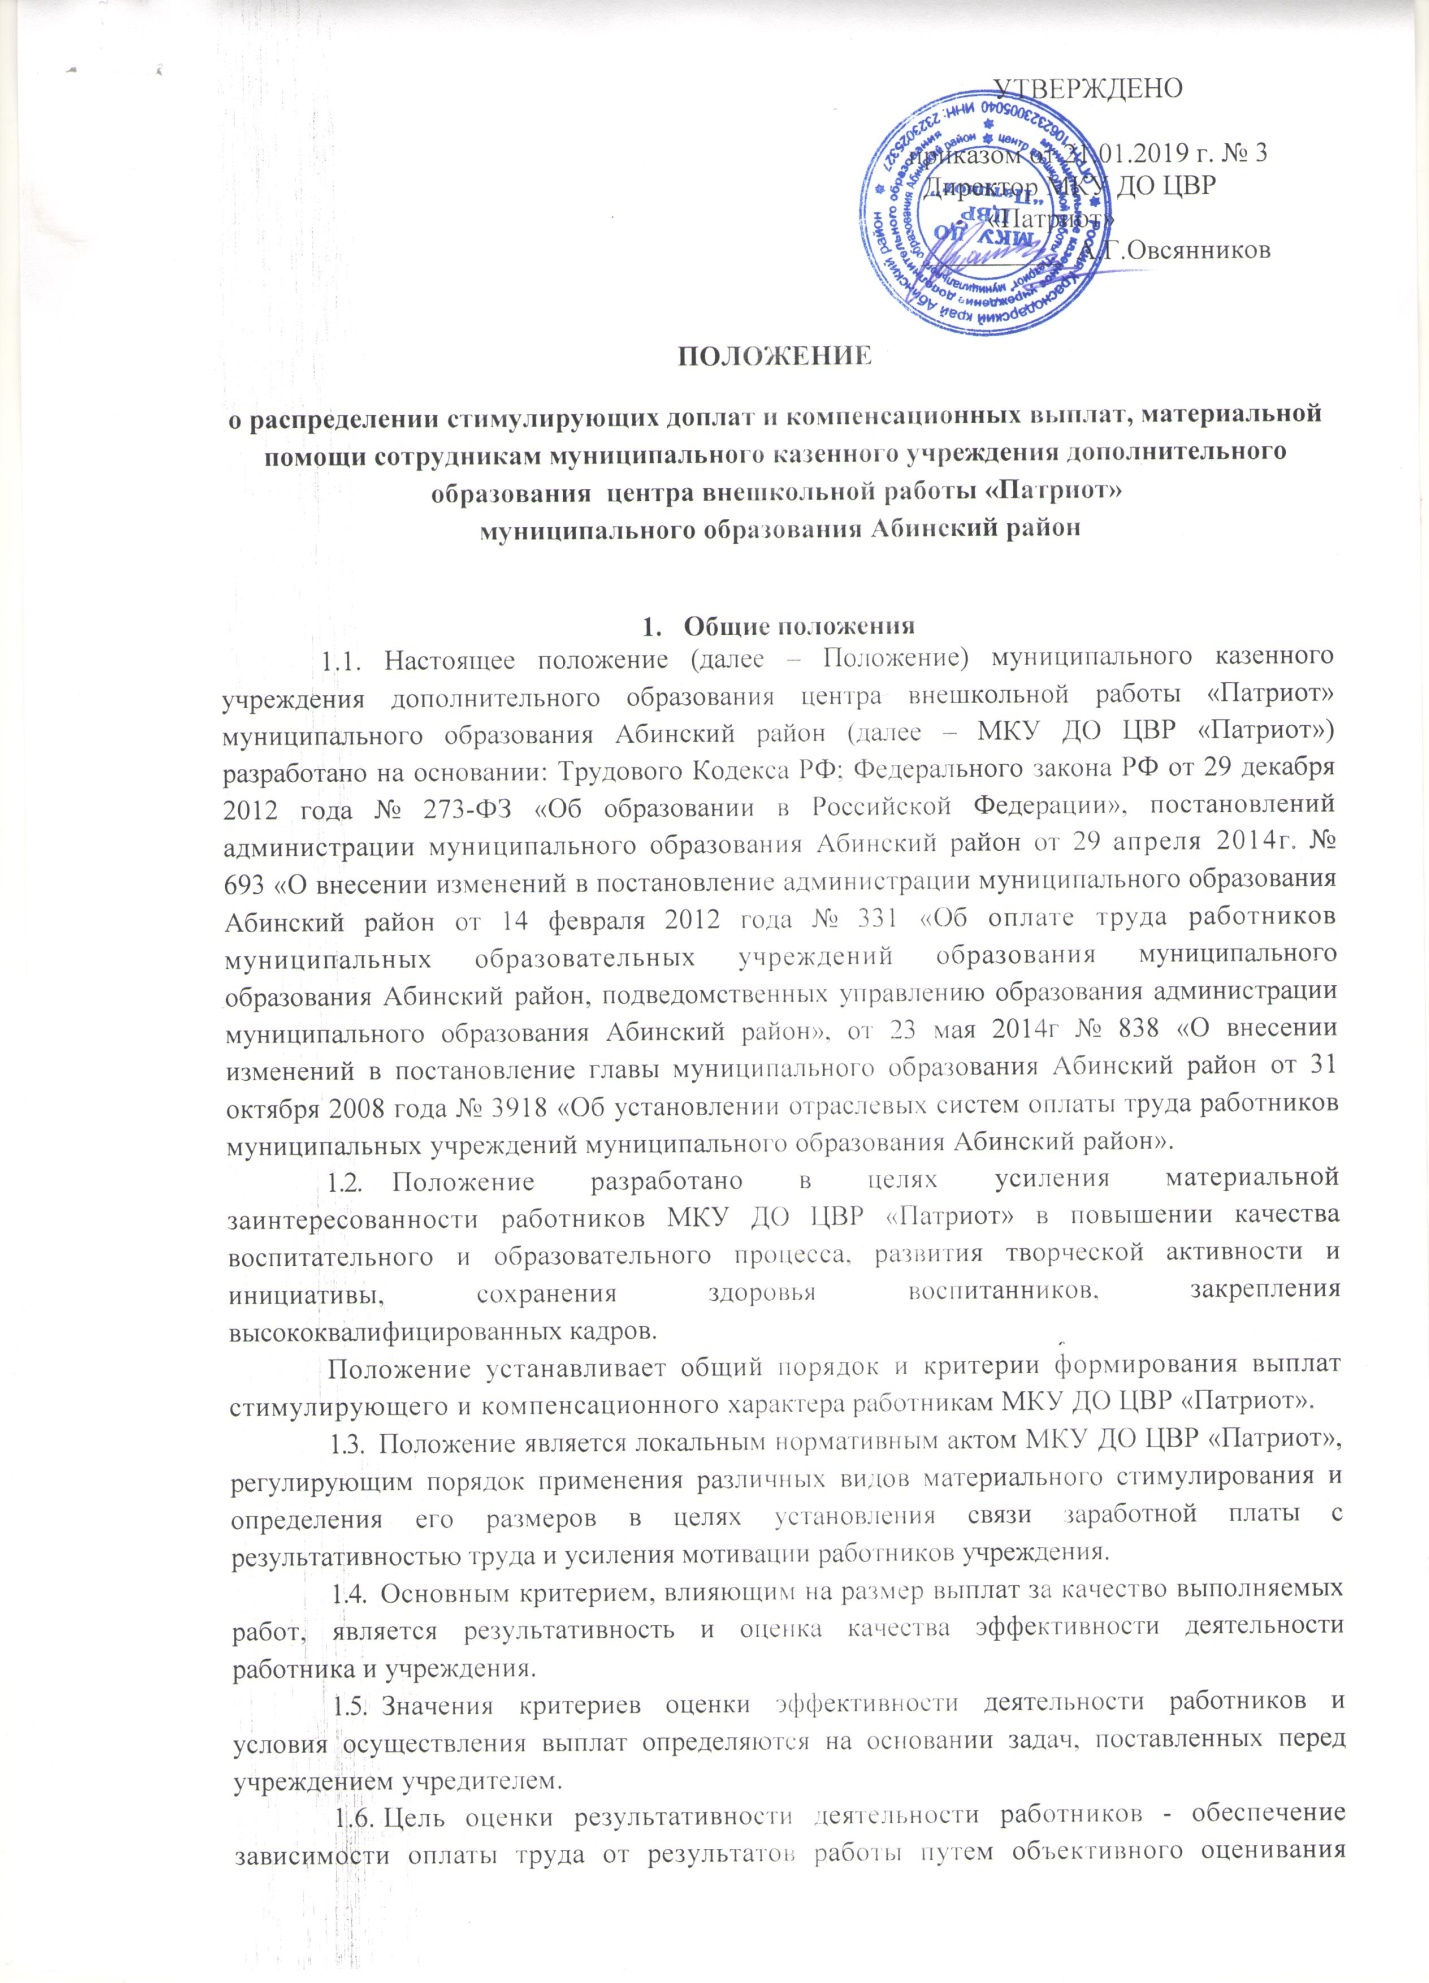 УТВЕРЖДЕНО
приказом от 21.01.2019 г. № 3
Директор МКУ ДО ЦВР
«Патриот»
А.Г.Овсянников
МКУ ДО
ЦВР
"Патриот"
ПОЛОЖЕНИЕ
о распределении стимулирующих доплат и компенсационных выплат, материальной
помощи сотрудникам муниципального казенного учреждения дополнительного
образования центра внешкольной работы «Патриот»
муниципального образования Абинский район
1. Общие положения
1.1. Настоящее положение (далее – Положение) муниципального казенного
учреждения дополнительного образования центра внешкольной работы «Патриот»
муниципального образования Абинский район (далее – МКУ ДО ЦВР «Патриот»)
разработано на основании: Трудового Кодекса РФ; Федерального закона РФ от 29 декабря
2012 года № 273-ФЗ «Об образовании в Российской Федерации», постановлений
администрации муниципального образования Абинский район от 29 апреля 2014г. №
693 «О внесении изменений в постановление администрации муниципального образования
Абинский район от 14 февраля 2012 года № 331 «Об оплате труда работников
муниципальных образовательных учреждений образования муниципального
образования Абинский район, подведомственных управлению образования администрации
муниципального образования Абинский район», от 23 мая 2014г № 838 «О внесении
изменений в постановление главы муниципального образования Абинский район от 31
октября 2008 года № 3918 «Об установлении отраслевых систем оплаты труда работников
муниципальных учреждений муниципального образования Абинский район».
1.2. Положение разработано в целях усиления материальной
заинтересованности работников МКУ ДО ЦВР «Патриот» в повышении качества
воспитательного и образовательного процесса, развития творческой активности и
инициативы, сохранения здоровья воспитанников, закрепления
высококвалифицированных кадров.
Положение устанавливает общий порядок и критерии формирования выплат
стимулирующего и компенсационного характера работникам МКУ ДО ЦВР «Патриот».
1.3. Положение является локальным нормативным актом МКУ ДО ЦВР «Патриот»,
регулирующим порядок применения различных видов материального стимулирования и
определения его размеров в целях установления связи заработной платы с
результативностью труда и усиления мотивации работников учреждения.
1.4. Основным критерием, влияющим на размер выплат за качество выполняемых
работ, является результативность и оценка качества эффективности деятельности
работника и учреждения.
1.5. Значения критериев оценки эффективности деятельности работников и
условия осуществления выплат определяются на основании задач, поставленных перед
учреждением учредителем.
1.6. Цель оценки результативности деятельности работников - обеспечение
зависимости оплаты труда от результатов работы путем объективного оценивания